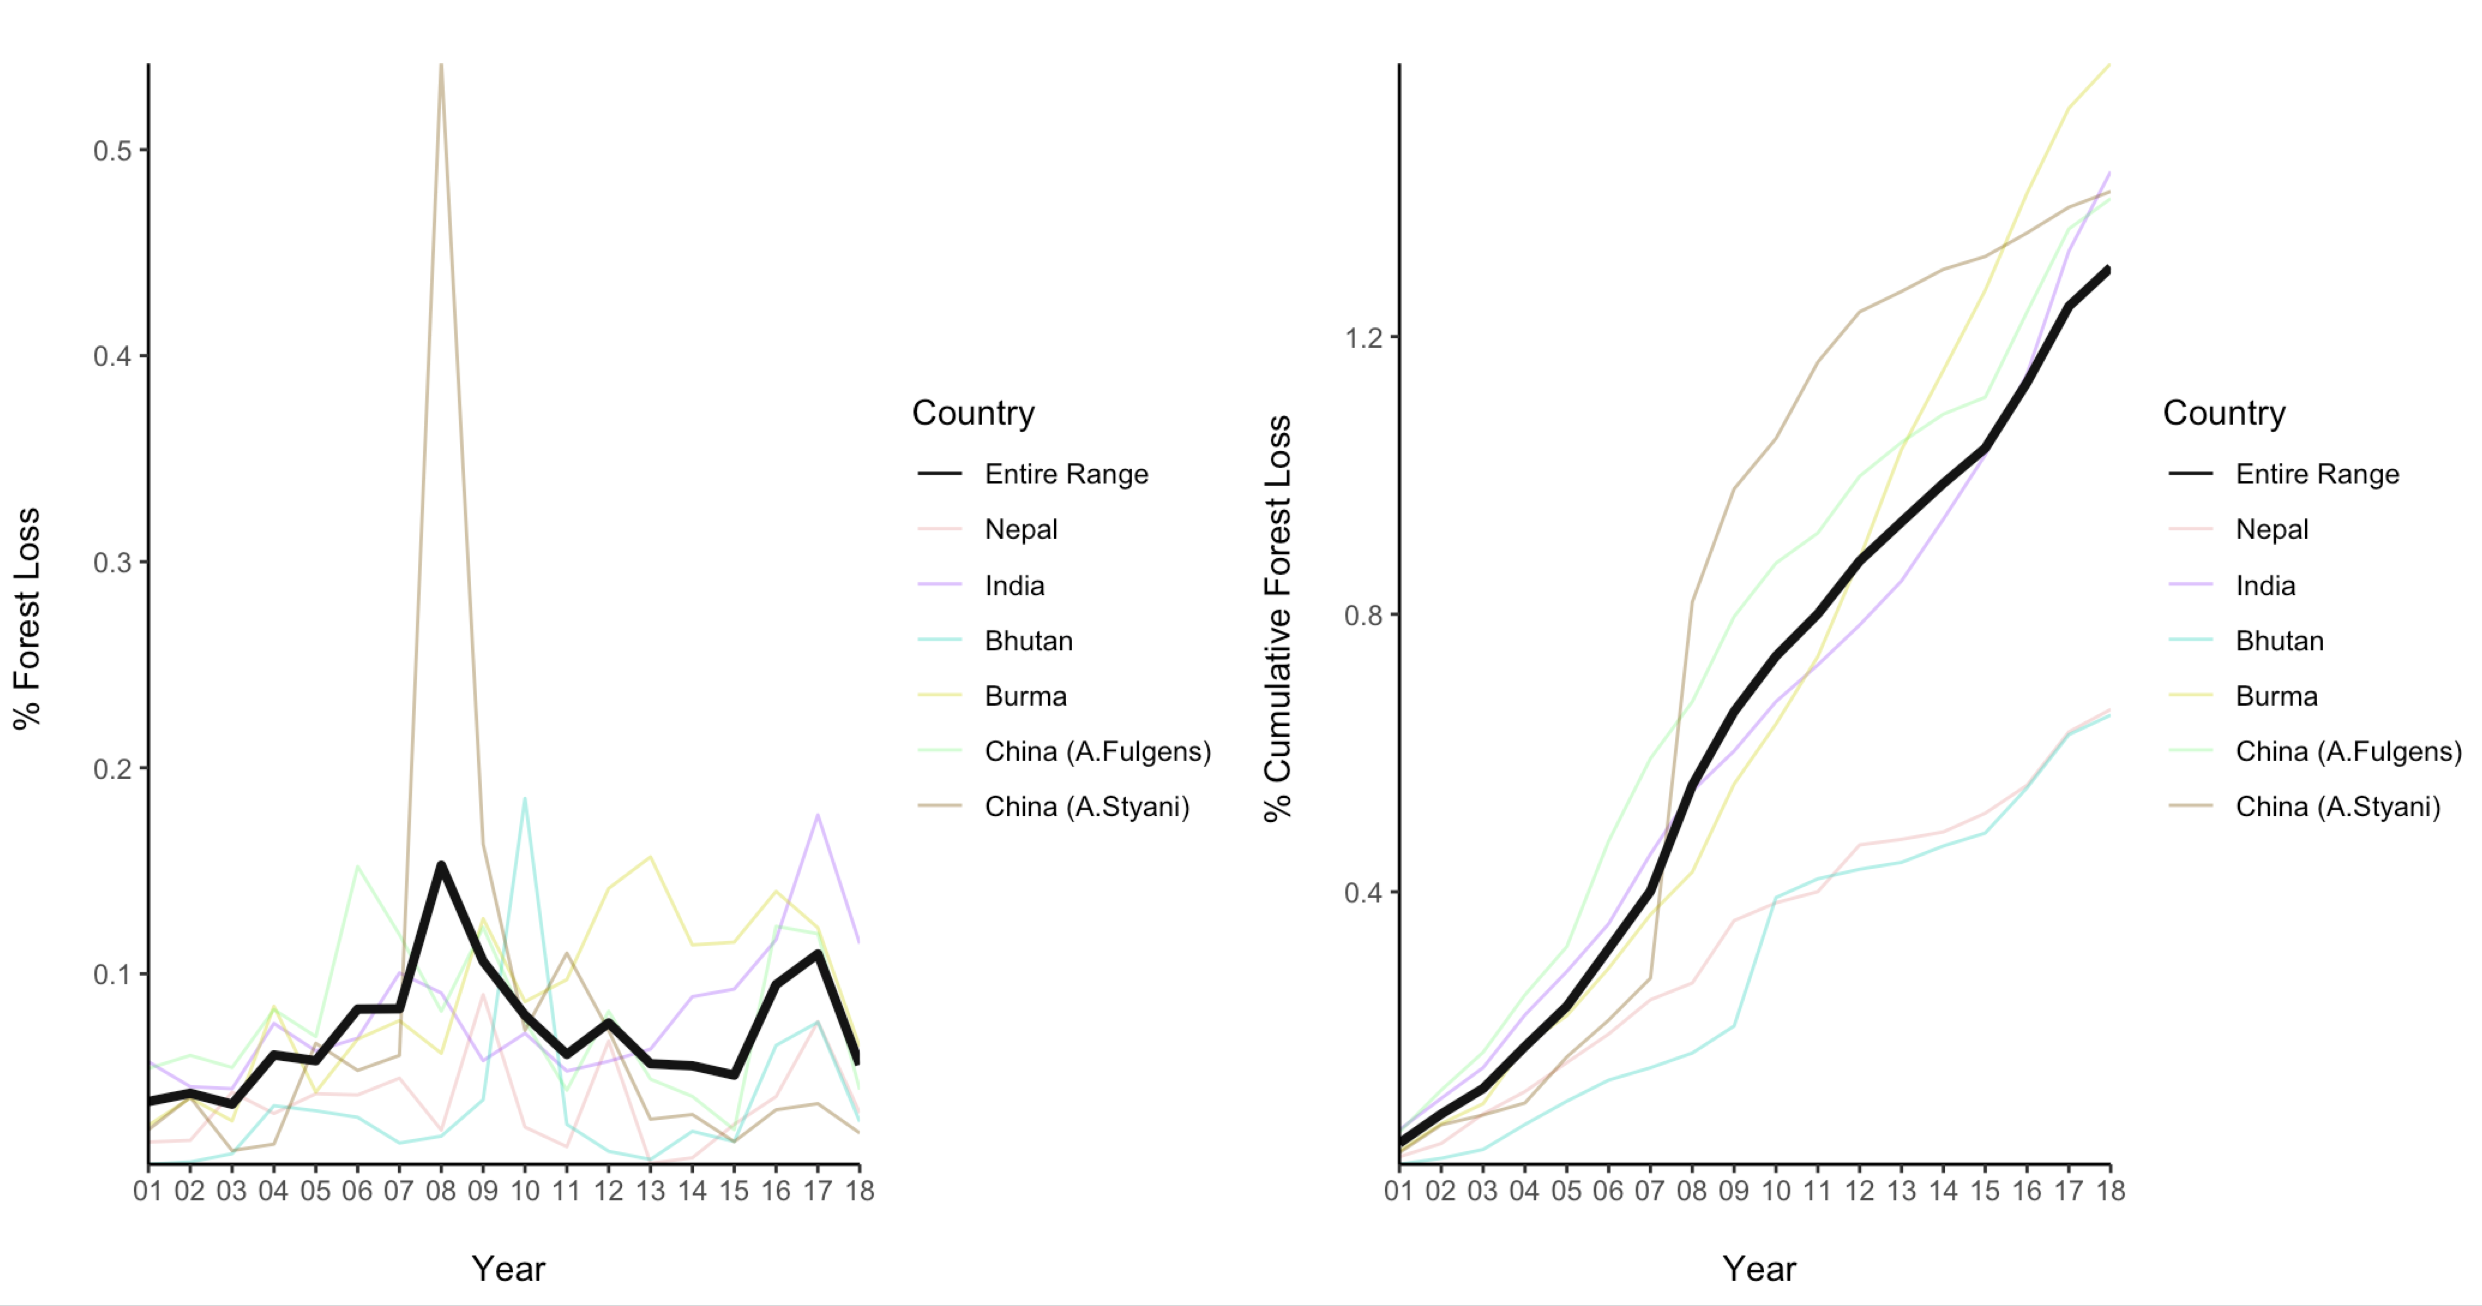 % Forest Loss
0.5
0.4
0.3
0.2
0.1
01 02 03 04 05 06 07 08 09 10 11 12 13 14 15 16 17 18
Year
Country
Entire Range
Nepal
India
Bhutan
Burma
China (A.Fulgens)
China (A.Styani)
% Cumulative Forest Loss
1.2
0.8
0.4
01 02 03 04 05 06 07 08 09 10 11 12 13 14 15 16 17 18
Year
Country
Entire Range
Nepal
India
Bhutan
Burma
China (A.Fulgens)
China (A.Styani)